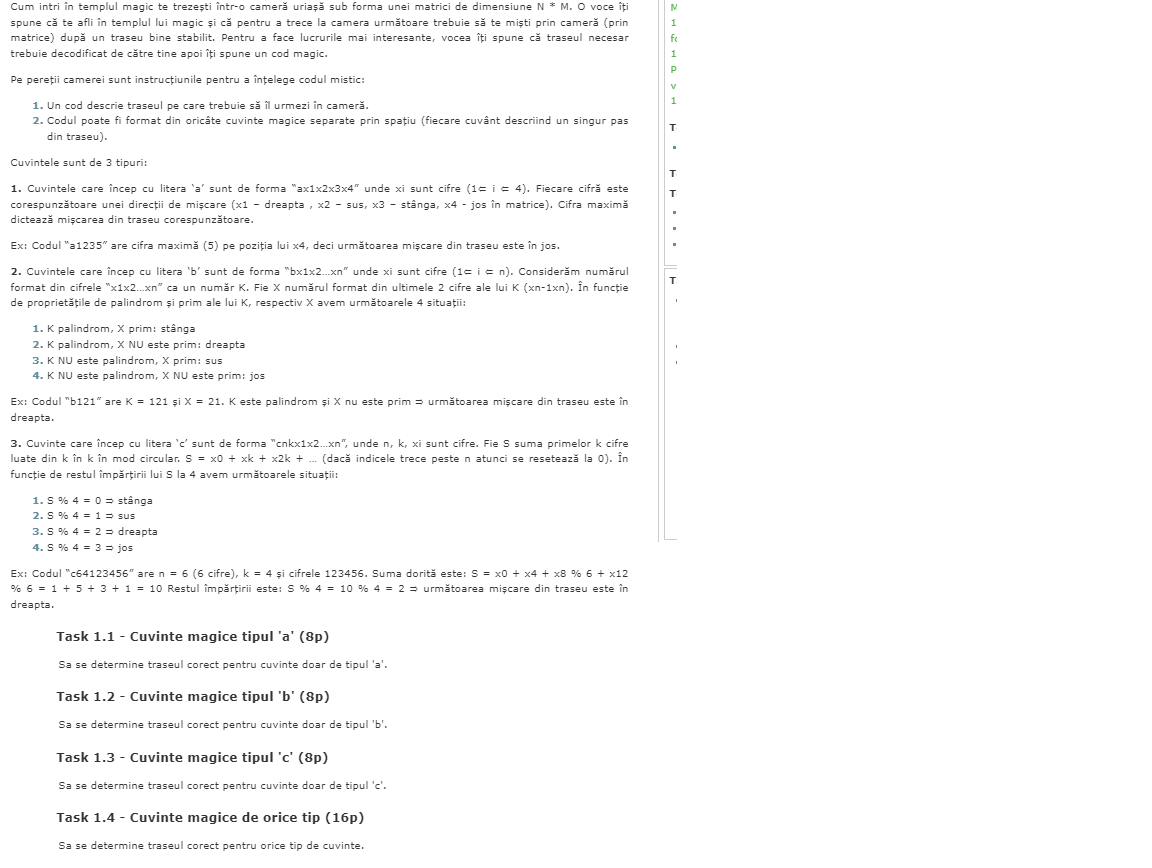 Cum intri în templul magic te trezești într-o cameră uriașă sub forma unei matrici de dimensiune N * M. O voce îți
spune că te afli în templul lui magic și că pentru a trece la camera următoare trebuie să te miști prin cameră (prin
matrice) după un traseu bine stabilit. Pentru a face lucrurile mai interesante, vocea îți spune că traseul necesar
trebuie decodificat de către tine apoi îți spune un cod magic.
Pe pereții camerei sunt instrucțiunile pentru a înțelege codul mistic:
1. Un cod descrie traseul pe care trebuie să îl urmezi în cameră.
2. Codul poate fi format din oricâte cuvinte magice separate prin spațiu (fiecare cuvânt descriind un singur pas
din traseu).
Cuvintele sunt de 3 tipuri:
1. Cuvintele care încep cu litera ‘a’ sunt de forma “ax1x2x3x4” unde xi sunt cifre (1⇐ i ⇐ 4). Fiecare cifră este
corespunzătoare unei direcții de mișcare (x1 – dreapta , x2 – sus, x3 – stânga, x4 - jos în matrice). Cifra maximă
dictează mișcarea din traseu corespunzătoare.
Ex: Codul “a1235” are cifra maximă (5) pe poziția lui x4, deci următoarea mișcare din traseu este în jos.
2. Cuvintele care încep cu litera ‘b’ sunt de forma “bx1x2…xn” unde xi sunt cifre (1⇐ i ⇐ n). Considerăm numărul
format din cifrele “x1x2…xn” ca un număr K. Fie X numărul format din ultimele 2 cifre ale lui K (xn-1xn). În funcție
de proprietățile de palindrom și prim ale lui K, respectiv X avem următoarele 4 situații:
1. K palindrom, X prim: stânga
2. K palindrom, X NU este prim: dreapta
3. K NU este palindrom, X prim: sus
4. K NU este palindrom, X NU este prim: jos
Ex: Codul “b121” are K = 121 și X = 21. K este palindrom și X nu este prim ⇒ următoarea mișcare din traseu este în
dreapta.
3. Cuvinte care încep cu litera ‘c’ sunt de forma “cnkx1x2…xn”, unde n, k, xi sunt cifre. Fie S suma primelor k cifre
luate din k în k în mod circular. S = x0 + xk + x2k + … (dacă indicele trece peste n atunci se resetează la 0). În
funcție de restul împărțirii lui S la 4 avem următoarele situații:
1. S % 4 = 0 ⇒ stânga
2. S % 4 = 1 ⇒ sus
3. S % 4 = 2 ⇒ dreapta
4. S % 4 = 3 ⇒ jos
Ex: Codul “c64123456” are n = 6 (6 cifre), k = 4 și cifrele 123456. Suma dorită este: S = x0 + x4 + x8 % 6 + x12
% 6 = 1 + 5 + 3 + 1 = 10 Restul împărțirii este: S % 4 = 10 % 4 = 2 ⇒ următoarea mișcare din traseu este în
dreapta.
Task 1.1 - Cuvinte magice tipul 'a' (8p)
Sa se determine traseul corect pentru cuvinte doar de tipul 'a'.
Task 1.2 - Cuvinte magice tipul 'b' (8p)
Sa se determine traseul corect pentru cuvinte doar de tipul 'b'.
Task 1.3 - Cuvinte magice tipul 'c' (8p)
Sa se determine traseul corect pentru cuvinte doar de tipul 'c'.
Task 1.4 - Cuvinte magice de orice tip (16p)
Sa se determine traseul corect pentru orice tip de cuvinte.